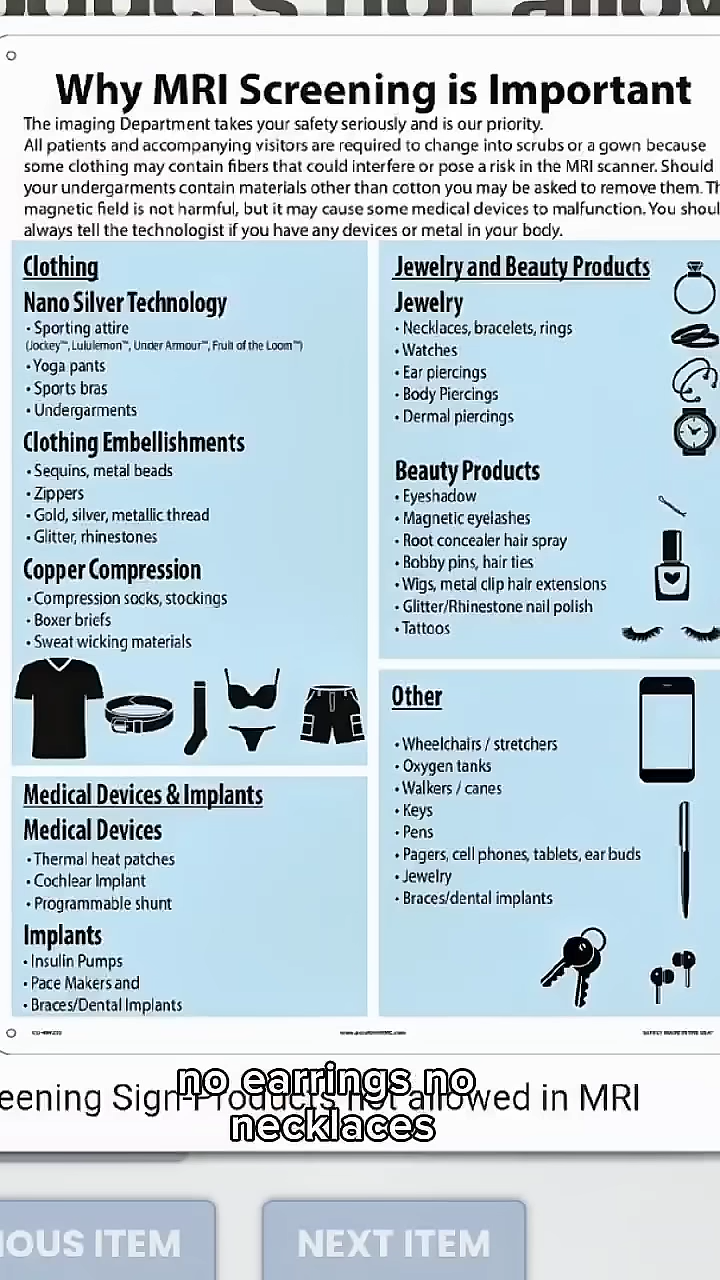 Why MRI Screening is Important
The imaging Department takes your safety seriously and is our priority.
All patients and accompanying visitors are required to change into scrubs or a gown because
some clothing may contain fibers that could interfere or pose a risk in the MRI scanner. Should
your undergarments contain materials other than cotton you may be asked to remove them. Th
magnetic field is not harmful, but it may cause some medical devices to malfunction. You shoul
always tell the technologist if you have any devices or metal in your body.
Clothing
Nano Silver Technology
• Sporting attire
(Jockey™, Lululemon™, Under Armour™, Fruit of the Loom™)
• Yoga pants
• Sports bras
• Undergarments
Clothing Embellishments
• Sequins, metal beads
• Zippers
• Gold, silver, metallic thread
• Glitter, rhinestones
Copper Compression
• Compression socks, stockings
• Boxer briefs
• Sweat wicking materials
Medical Devices & Implants
Medical Devices
• Thermal heat patches
• Cochlear Implant
• Programmable shunt
Implants
• Insulin Pumps
• Pace Makers and
• Braces/Dental Implants
Jewelry and Beauty Products
Jewelry
• Necklaces, bracelets, rings
• Watches
• Ear piercings
• Body Piercings
• Dermal piercings
Beauty Products
• Eyeshadow
• Magnetic eyelashes
• Root concealer hair spray
• Bobby pins, hair ties
• Wigs, metal clip hair extensions
• Glitter/Rhinestone nail polish
• Tattoos
Other
• Wheelchairs / stretchers
• Oxygen tanks
• Walkers / canes
• Keys
• Pens
• Pagers, cell phones, tablets, ear buds
• Jewelry
• Braces/dental implants
eening Sign-Products not allowed in MRI
no earrings no
necklaces
IOUS ITEM
NEXT ITEM